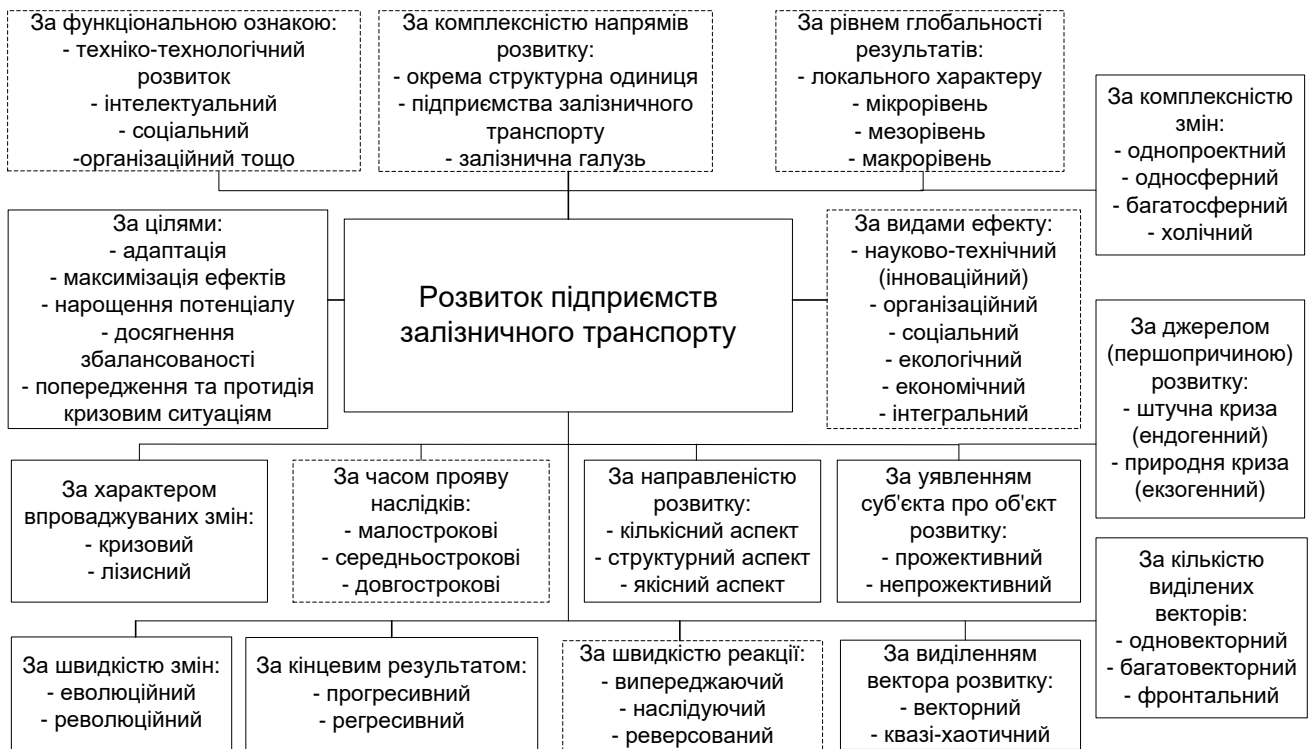 За функціональною ознакою:
- техніко-технологічний
розвиток
- інтелектуальний
- соціальний
-організаційний тощо
За комплексністю напрямів
розвитку:
- окрема структурна одиниця
- підприємства залізничного
транспорту
- залізнична галузь
За рівнем глобальності
результатів:
- локального характеру
- мікрорівень
- мезорівень
- макрорівень
За комплексністю
змін:
- однопроектний
- односферний
- багатосферний
- холічний
За цілями:
- адаптація
- максимізація ефектів
- нарощення потенціалу
- досягнення
збалансованості
- попередження та протидія
кризовим ситуаціям
Розвиток підприємств
залізничного транспорту
За видами ефекту:
- науково-технічний
(інноваційний)
- організаційний
- соціальний
- екологічний
- економічний
- інтегральний
За джерелом
(першопричиною)
розвитку:
- штучна криза
(ендогенний)
- природня криза
(екзогенний)
За характером
впроваджуваних змін:
- кризовий
- лізисний
За часом прояву
наслідків:
- малострокові
- середньострокові
- довгострокові
За направленістю
розвитку:
- кількісний аспект
- структурний аспект
- якісний аспект
За уявленням
суб'єкта про об'єкт
розвитку:
- прожективний
- непрожективний
За кількістю
виділених
векторів:
- одновекторний
- багатовекторний
- фронтальний
За швидкістю змін:
- еволюційний
- революційний
За кінцевим результатом:
- прогресивний
- регресивний
За швидкістю реакції:
- випереджаючий
- наслідуючий
- реверсований
За виділенням
вектора розвитку:
- векторний
- квазі-хаотичний